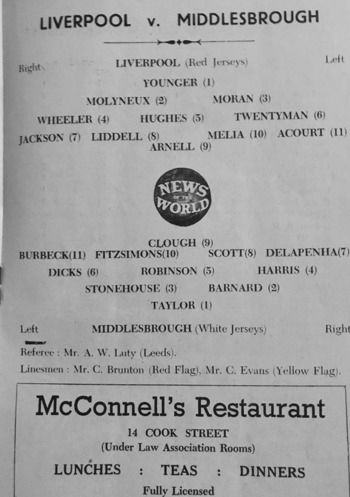 LIVERPOOL v. MIDDLESBROUGH
Right LIVERPOOL (Red Jerseys) Left
YOUNGER (1)
MOLYNEUX (2) MORAN (3)
WHEELER (4) HUGHES (5) TWENTYMAN (6)
JACKSON (7) LIDDELL (8) MELIA (10) ACOURT (11)
ARNELL (9)
NEWS
OF THE
WORLD
CLOUGH (9)
BURBECK(11) FITZSIMONS(10) SCOTT(8) DELAPENHA(7)
DICKS (6) ROBINSON (5) HARRIS (4)
STONEHOUSE (3) BARNARD (2)
TAYLOR (1)
Left MIDDLESBROUGH (White Jerseys) Right
Referee : Mr. A. W. Luty (Leeds).
Linesmen : Mr. C. Brunton (Red Flag), Mr. C. Evans (Yellow Flag).
McConnell's Restaurant
14 COOK STREET
(Under Law Association Rooms)
LUNCHES : TEAS : DINNERS
Fully Licensed